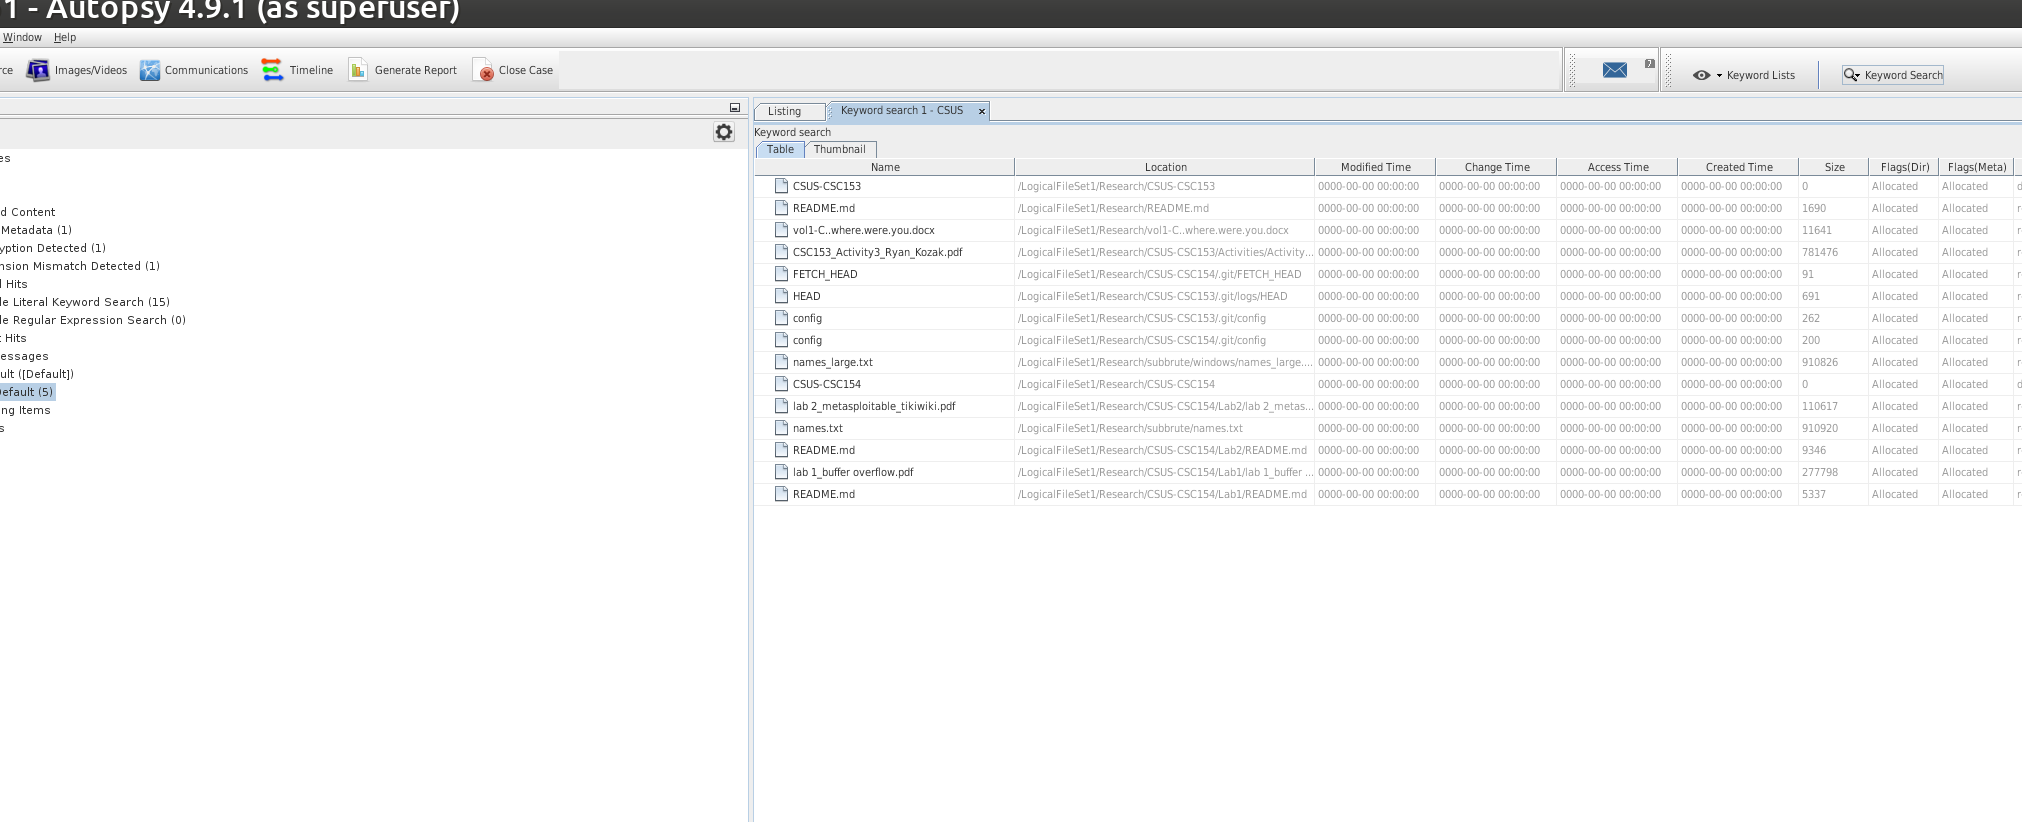 1 - Autopsy 4.9.1 (as superuser)
Window Help
rce Images/Videos Communications Timeline Generate Report Close Case 7 Keyword Lists Keyword Search
Listing Keyword search 1 - CSUS ×
Keyword search
Table Thumbnail
es
d Content
Metadata (1)
yption Detected (1)
nsion Mismatch Detected (1)
l Hits
le Literal Keyword Search (15)
le Regular Expression Search (0)
t Hits
essages
ult ([Default])
Default (5)
ng Items
s
Name Location Modified Time Change Time Access Time Created Time Size Flags(Dir) Flags(Meta)
CSUS-CSC153 /LogicalFileSet1/Research/CSUS-CSC153 0000-00-00 00:00:00 0000-00-00 00:00:00 0000-00-00 00:00:00 0000-00-00 00:00:00 0 Allocated Allocated d
README.md /LogicalFileSet1/Research/README.md 0000-00-00 00:00:00 0000-00-00 00:00:00 0000-00-00 00:00:00 0000-00-00 00:00:00 1690 Allocated Allocated r
vol1-C..where.were.you.docx /LogicalFileSet1/Research/vol1-C..where.were.you.docx 0000-00-00 00:00:00 0000-00-00 00:00:00 0000-00-00 00:00:00 0000-00-00 00:00:00 11641 Allocated Allocated r
CSC153_Activity3_Ryan_Kozak.pdf /LogicalFileSet1/Research/CSUS-CSC153/Activities/Activity... 0000-00-00 00:00:00 0000-00-00 00:00:00 0000-00-00 00:00:00 0000-00-00 00:00:00 781476 Allocated Allocated r
FETCH_HEAD /LogicalFileSet1/Research/CSUS-CSC154/.git/FETCH_HEAD 0000-00-00 00:00:00 0000-00-00 00:00:00 0000-00-00 00:00:00 0000-00-00 00:00:00 91 Allocated Allocated r
HEAD /LogicalFileSet1/Research/CSUS-CSC153/.git/logs/HEAD 0000-00-00 00:00:00 0000-00-00 00:00:00 0000-00-00 00:00:00 0000-00-00 00:00:00 691 Allocated Allocated r
config /LogicalFileSet1/Research/CSUS-CSC153/.git/config 0000-00-00 00:00:00 0000-00-00 00:00:00 0000-00-00 00:00:00 0000-00-00 00:00:00 262 Allocated Allocated r
config /LogicalFileSet1/Research/CSUS-CSC154/.git/config 0000-00-00 00:00:00 0000-00-00 00:00:00 0000-00-00 00:00:00 0000-00-00 00:00:00 200 Allocated Allocated r
names_large.txt /LogicalFileSet1/Research/subbrute/windows/names_large.... 0000-00-00 00:00:00 0000-00-00 00:00:00 0000-00-00 00:00:00 0000-00-00 00:00:00 910826 Allocated Allocated r
CSUS-CSC154 /LogicalFileSet1/Research/CSUS-CSC154 0000-00-00 00:00:00 0000-00-00 00:00:00 0000-00-00 00:00:00 0000-00-00 00:00:00 0 Allocated Allocated d
lab 2_metasploitable_tikiwiki.pdf /LogicalFileSet1/Research/CSUS-CSC154/Lab2/lab 2_metas... 0000-00-00 00:00:00 0000-00-00 00:00:00 0000-00-00 00:00:00 0000-00-00 00:00:00 110617 Allocated Allocated r
names.txt /LogicalFileSet1/Research/subbrute/names.txt 0000-00-00 00:00:00 0000-00-00 00:00:00 0000-00-00 00:00:00 0000-00-00 00:00:00 910920 Allocated Allocated r
README.md /LogicalFileSet1/Research/CSUS-CSC154/Lab2/README.md 0000-00-00 00:00:00 0000-00-00 00:00:00 0000-00-00 00:00:00 0000-00-00 00:00:00 9346 Allocated Allocated r
lab 1_buffer overflow.pdf /LogicalFileSet1/Research/CSUS-CSC154/Lab1/lab 1_buffer ... 0000-00-00 00:00:00 0000-00-00 00:00:00 0000-00-00 00:00:00 0000-00-00 00:00:00 277798 Allocated Allocated r
README.md /LogicalFileSet1/Research/CSUS-CSC154/Lab1/README.md 0000-00-00 00:00:00 0000-00-00 00:00:00 0000-00-00 00:00:00 0000-00-00 00:00:00 5337 Allocated Allocated r